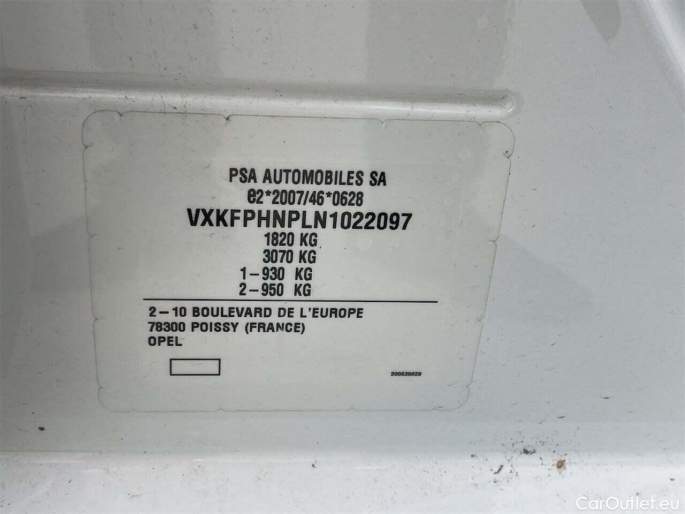 PSA AUTOMOBILES SA
e2*2007/46*0628
VXKFPHNPLN1022097
1820 KG
3070 KG
1-930 KG
2-950 KG
2-10 BOULEVARD DE L'EUROPE
78300 POISSY (FRANCE)
OPEL
CarOutlet.eu